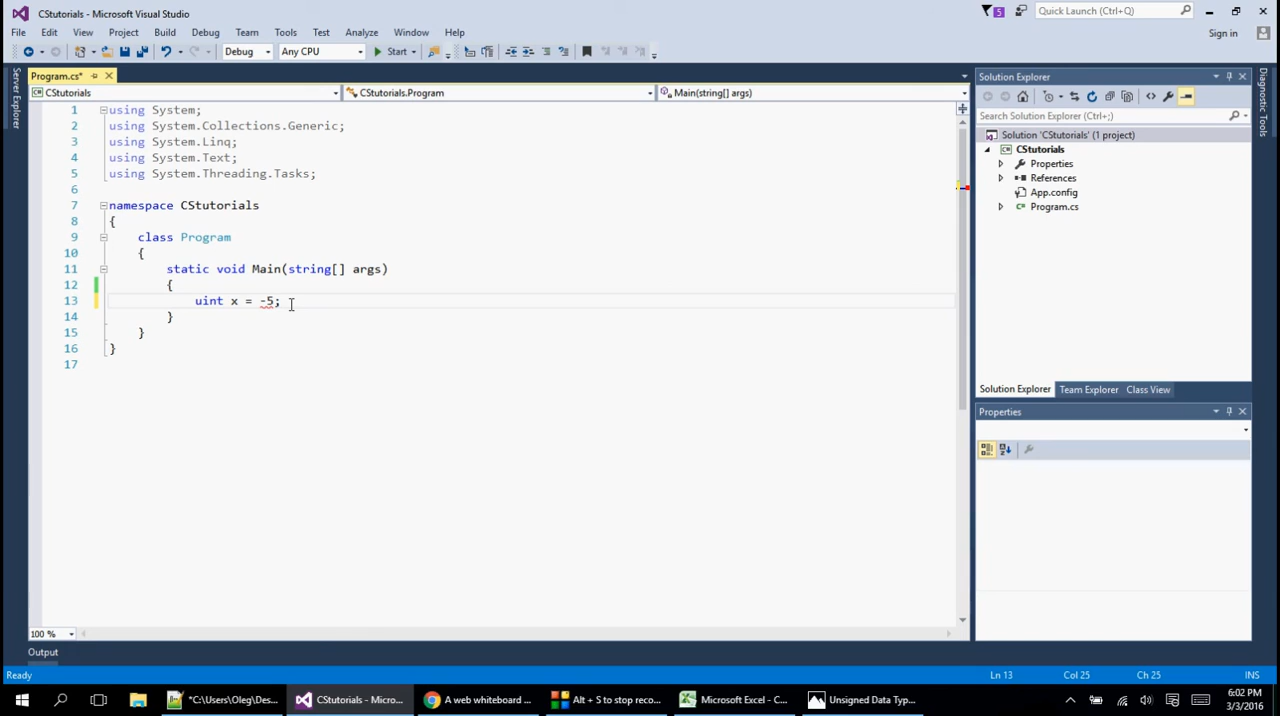 CStutorials - Microsoft Visual Studio
5
Quick Launch (Ctrl+Q)
File Edit View Project Build Debug Team Tools Test Analyze Window Help
Sign in
Debug Any CPU Start
Server Explorer
Program.cs*
CStutorials CStutorials.Program Main(string[] args)
1 using System;
2 using System.Collections.Generic;
3 using System.Linq;
4 using System.Text;
5 using System.Threading.Tasks;
6
7 namespace CStutorials
8 {
9 class Program
10 {
11 static void Main(string[] args)
12 {
13 uint x = -5;
14 }
15 }
16 }
17
100 %
Output
Solution Explorer
Search Solution Explorer (Ctrl+;)
Solution 'CStutorials' (1 project)
CStutorials
Properties
References
App.config
Program.cs
Solution Explorer Team Explorer Class View
Properties
Diagnostic Tools
Ready Ln 13 Col 25 Ch 25 INS
*C:\Users\Oleg\Des... CStutorials - Micro... A web whiteboard ... Alt + S to stop reco... Microsoft Excel - C... Unsigned Data Typ...
6:02 PM
3/3/2016